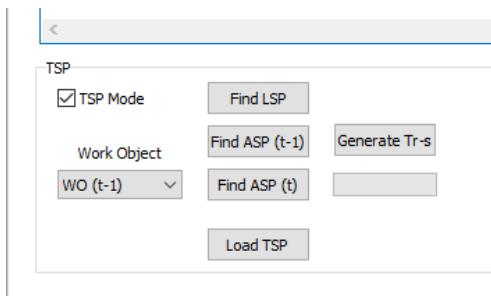 TSP
TSP Mode
Find LSP
Find ASP (t-1)
Generate Tr-s
Work Object
WO (t-1)
Find ASP (t)
Load TSP